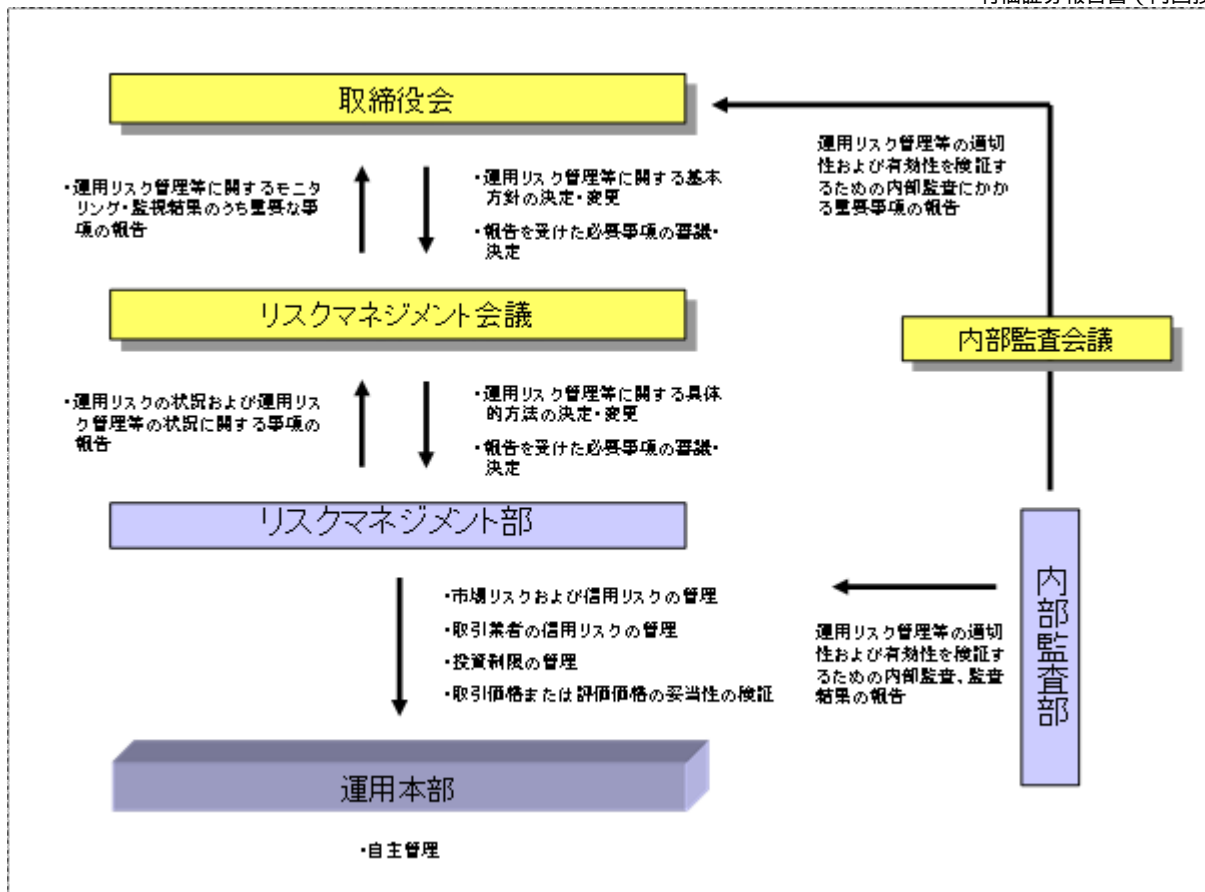 取締役会
・運用リスク管理等に関するモニタ
リング・監視結果のうち重要な事
項の報告
・運用リスク管理等に関する基本
方針の決定・変更
・報告を受けた必要事項の審議・
決定
運用リスク管理等の適切
性および有効性を検証す
るための内部監査にかか
る重要事項の報告
リスクマネジメント会議
内部監査会議
・運用リスクの状況および運用リス
ク管理等の状況に関する事項の
報告
・運用リスク管理等に関する具体
的方法の決定・変更
・報告を受けた必要事項の審議・
決定
リスクマネジメント部
・市場リスクおよび信用リスクの管理
・取引業者の信用リスクの管理
・投資制限の管理
・取引価格または評価価格の妥当性の検証
運用リスク管理等の適切
性および有効性を検証す
るための内部監査、監査
結果の報告
内部監査部
運用本部
・自主管理